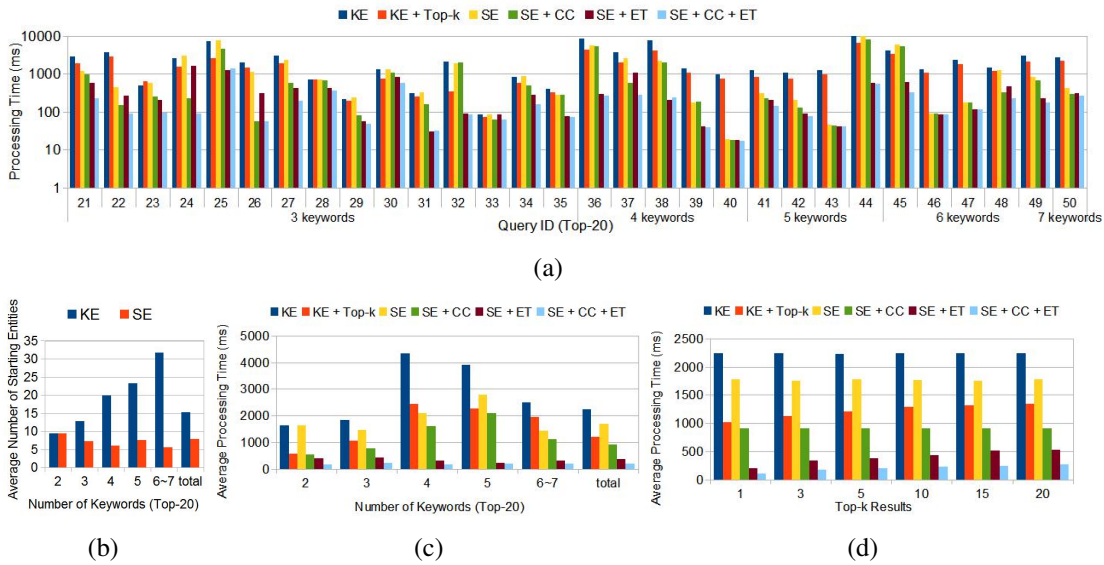 KE KE + Top-k SE SE + CC SE + ET SE + CC + ET
Processing Time (ms)
10000
1000
100
10
1
21 22 23 24 25 26 27 28 29 30 31 32 33 34 35 36 37 38 39 40 41 42 43 44 45 46 47 48 49 50
3 keywords 4 keywords 5 keywords 6 keywords 7 keywords
Query ID (Top-20)
(a)
KE SE
Average Number of Starting Entities
35
30
25
20
15
10
5
0
2 3 4 5 6~7 total
Number of Keywords (Top-20)
(b)
KE KE + Top-k SE SE + CC SE + ET SE + CC + ET
Average Processing Time (ms)
5000
4000
3000
2000
1000
0
2 3 4 5 6~7 total
Number of Keywords (Top-20)
(c)
KE KE + Top-k SE SE + CC SE + ET SE + CC + ET
Average Processing Time (ms)
2500
2000
1500
1000
500
0
1 3 5 10 15 20
Top-k Results
(d)